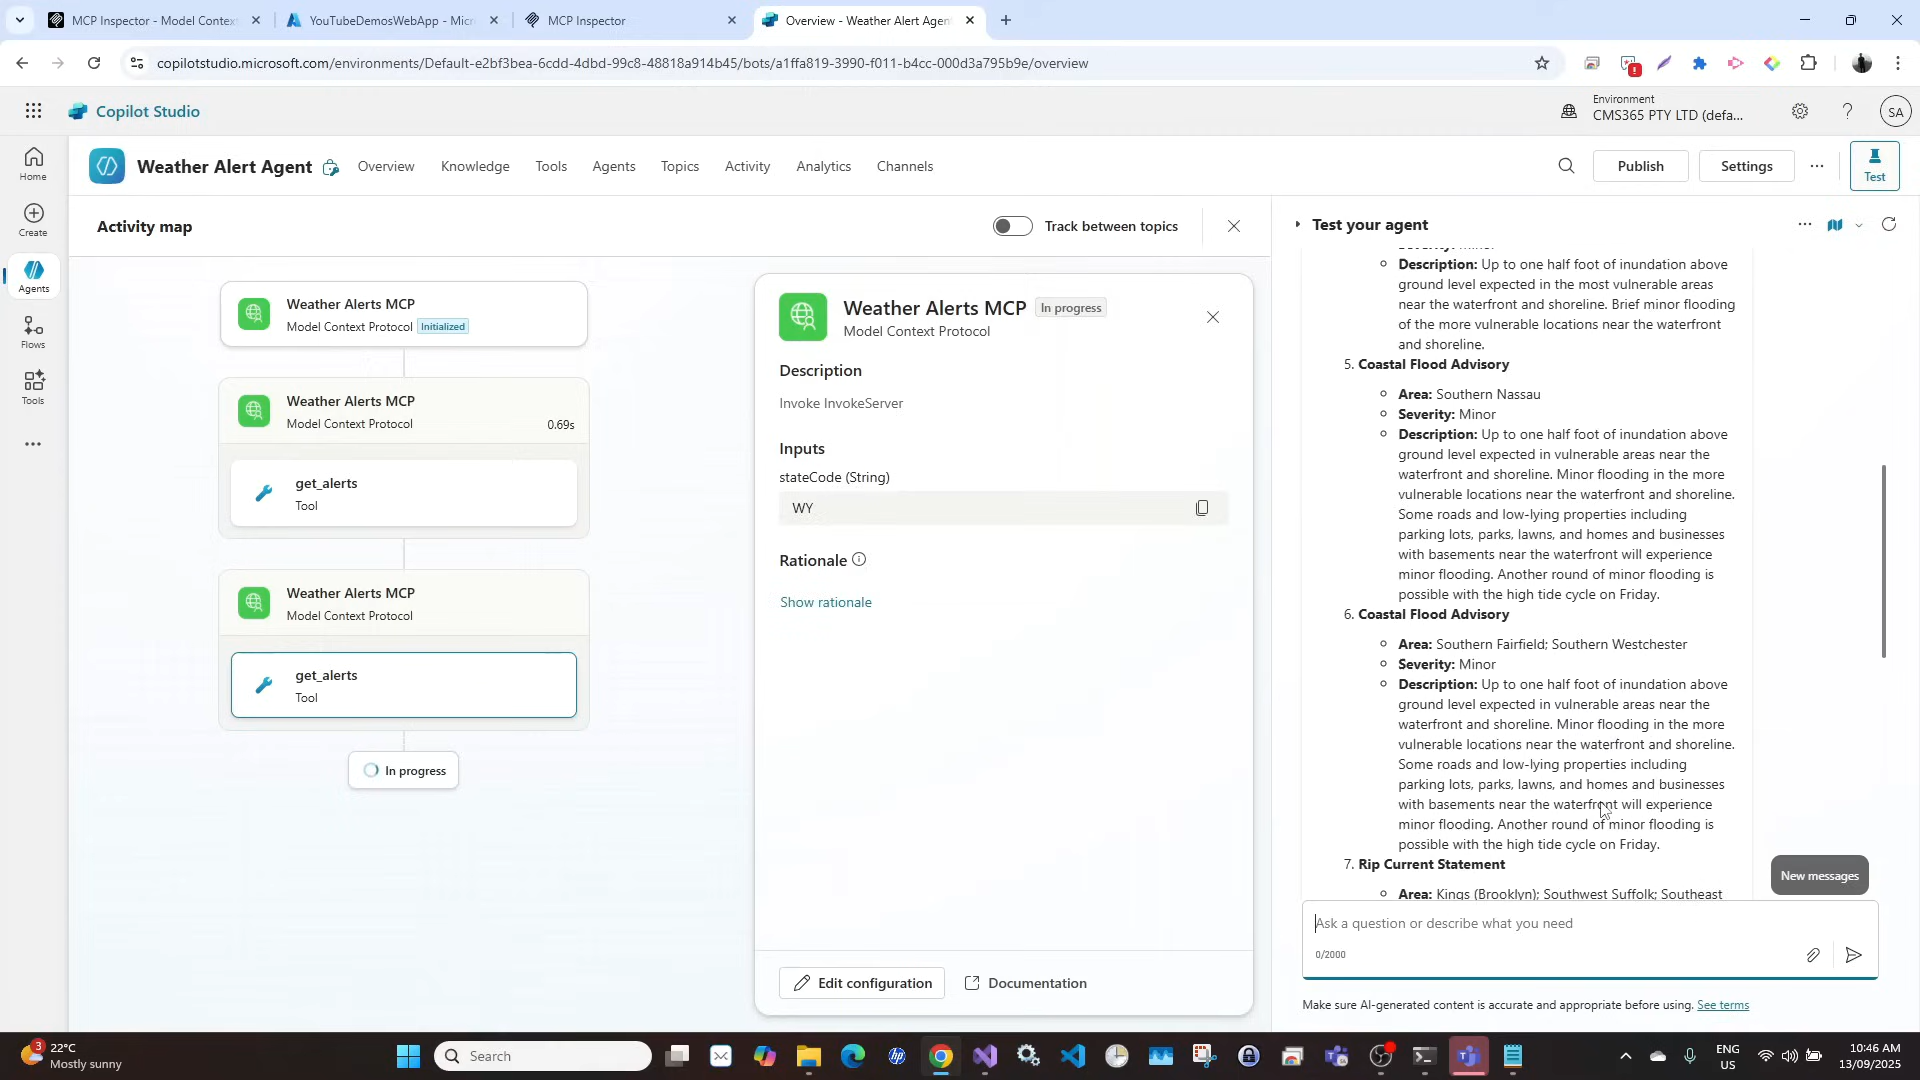 MCP Inspector - Model Context
YouTubeDemosWebApp - Micr
MCP Inspector
Overview - Weather Alert Agen
copilotstudio.microsoft.com/environments/Default-e2bf3bea-6cdd-4dbd-99c8-48818a914b45/bots/a1ffa819-3990-f011-b4cc-000d3a795b9e/overview
Copilot Studio
Environment
CMS365 PTY LTD (defa...
SA
Home
Create
Agents
Flows
Tools
Weather Alert Agent
Overview
Knowledge
Tools
Agents
Topics
Activity
Analytics
Channels
Publish
Settings
Test
Activity map
Track between topics
Weather Alerts MCP
Model Context Protocol
Initialized
Weather Alerts MCP
Model Context Protocol
0.69s
get_alerts
Tool
Weather Alerts MCP
Model Context Protocol
get_alerts
Tool
In progress
Weather Alerts MCP
In progress
Model Context Protocol
Description
Invoke InvokeServer
Inputs
stateCode (String)
WY
Rationale
Show rationale
Edit configuration
Documentation
Test your agent
Severity: Minor
Description: Up to one half foot of inundation above
ground level expected in the most vulnerable areas
near the waterfront and shoreline. Brief minor flooding
of the more vulnerable locations near the waterfront
and shoreline.
5. Coastal Flood Advisory
Area: Southern Nassau
Severity: Minor
Description: Up to one half foot of inundation above
ground level expected in vulnerable areas near the
waterfront and shoreline. Minor flooding in the more
vulnerable locations near the waterfront and shoreline.
Some roads and low-lying properties including
parking lots, parks, lawns, and homes and businesses
with basements near the waterfront will experience
minor flooding. Another round of minor flooding is
possible with the high tide cycle on Friday.
6. Coastal Flood Advisory
Area: Southern Fairfield; Southern Westchester
Severity: Minor
Description: Up to one half foot of inundation above
ground level expected in vulnerable areas near the
waterfront and shoreline. Minor flooding in the more
vulnerable locations near the waterfront and shoreline.
Some roads and low-lying properties including
parking lots, parks, lawns, and homes and businesses
with basements near the waterfront will experience
minor flooding. Another round of minor flooding is
possible with the high tide cycle on Friday.
7. Rip Current Statement
Area: Kings (Brooklyn); Southwest Suffolk; Southeast
New messages
Ask a question or describe what you need
0/2000
Make sure AI-generated content is accurate and appropriate before using. See terms
3
22°C
Mostly sunny
Search
ENG
US
10:46 AM
13/09/2025